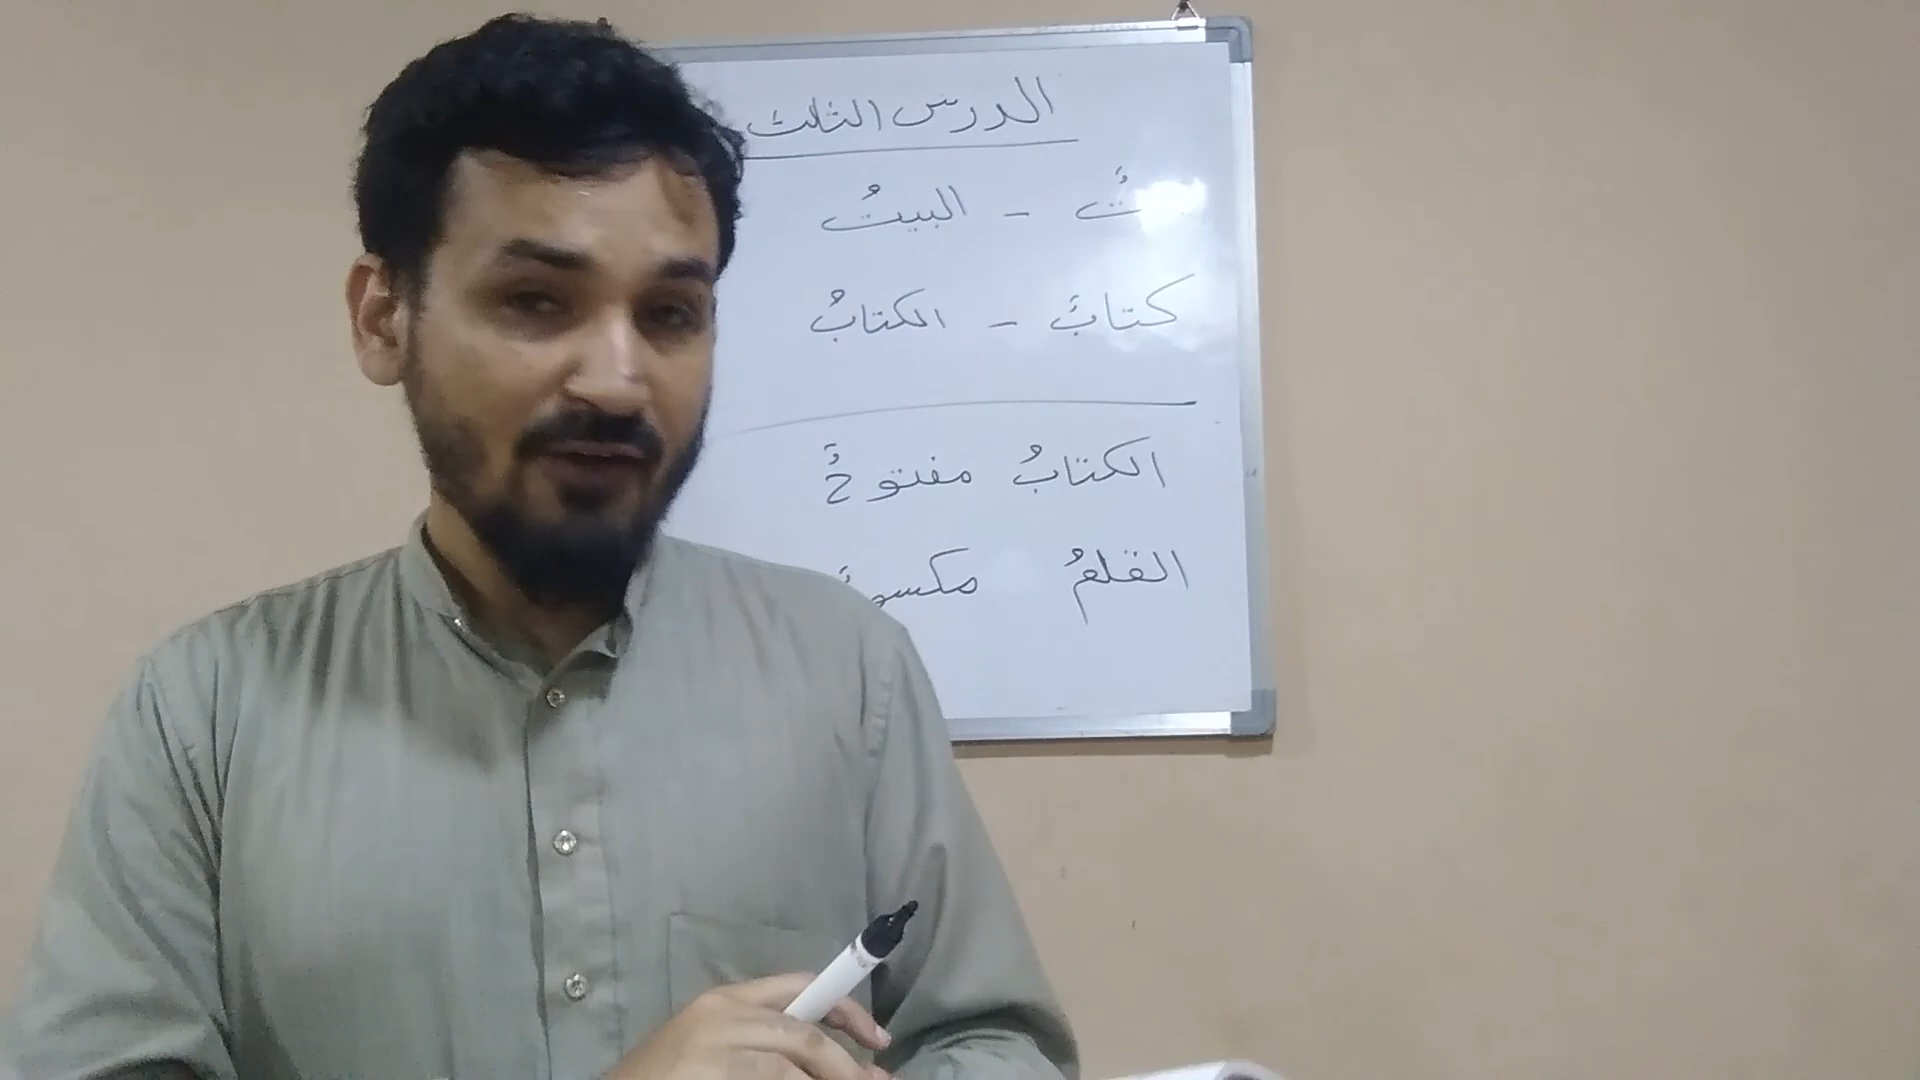 الدرس الثالث
البيتُ -
كتابٌ - الكتابُ
الكتابُ مفتوحٌ
القلمُ